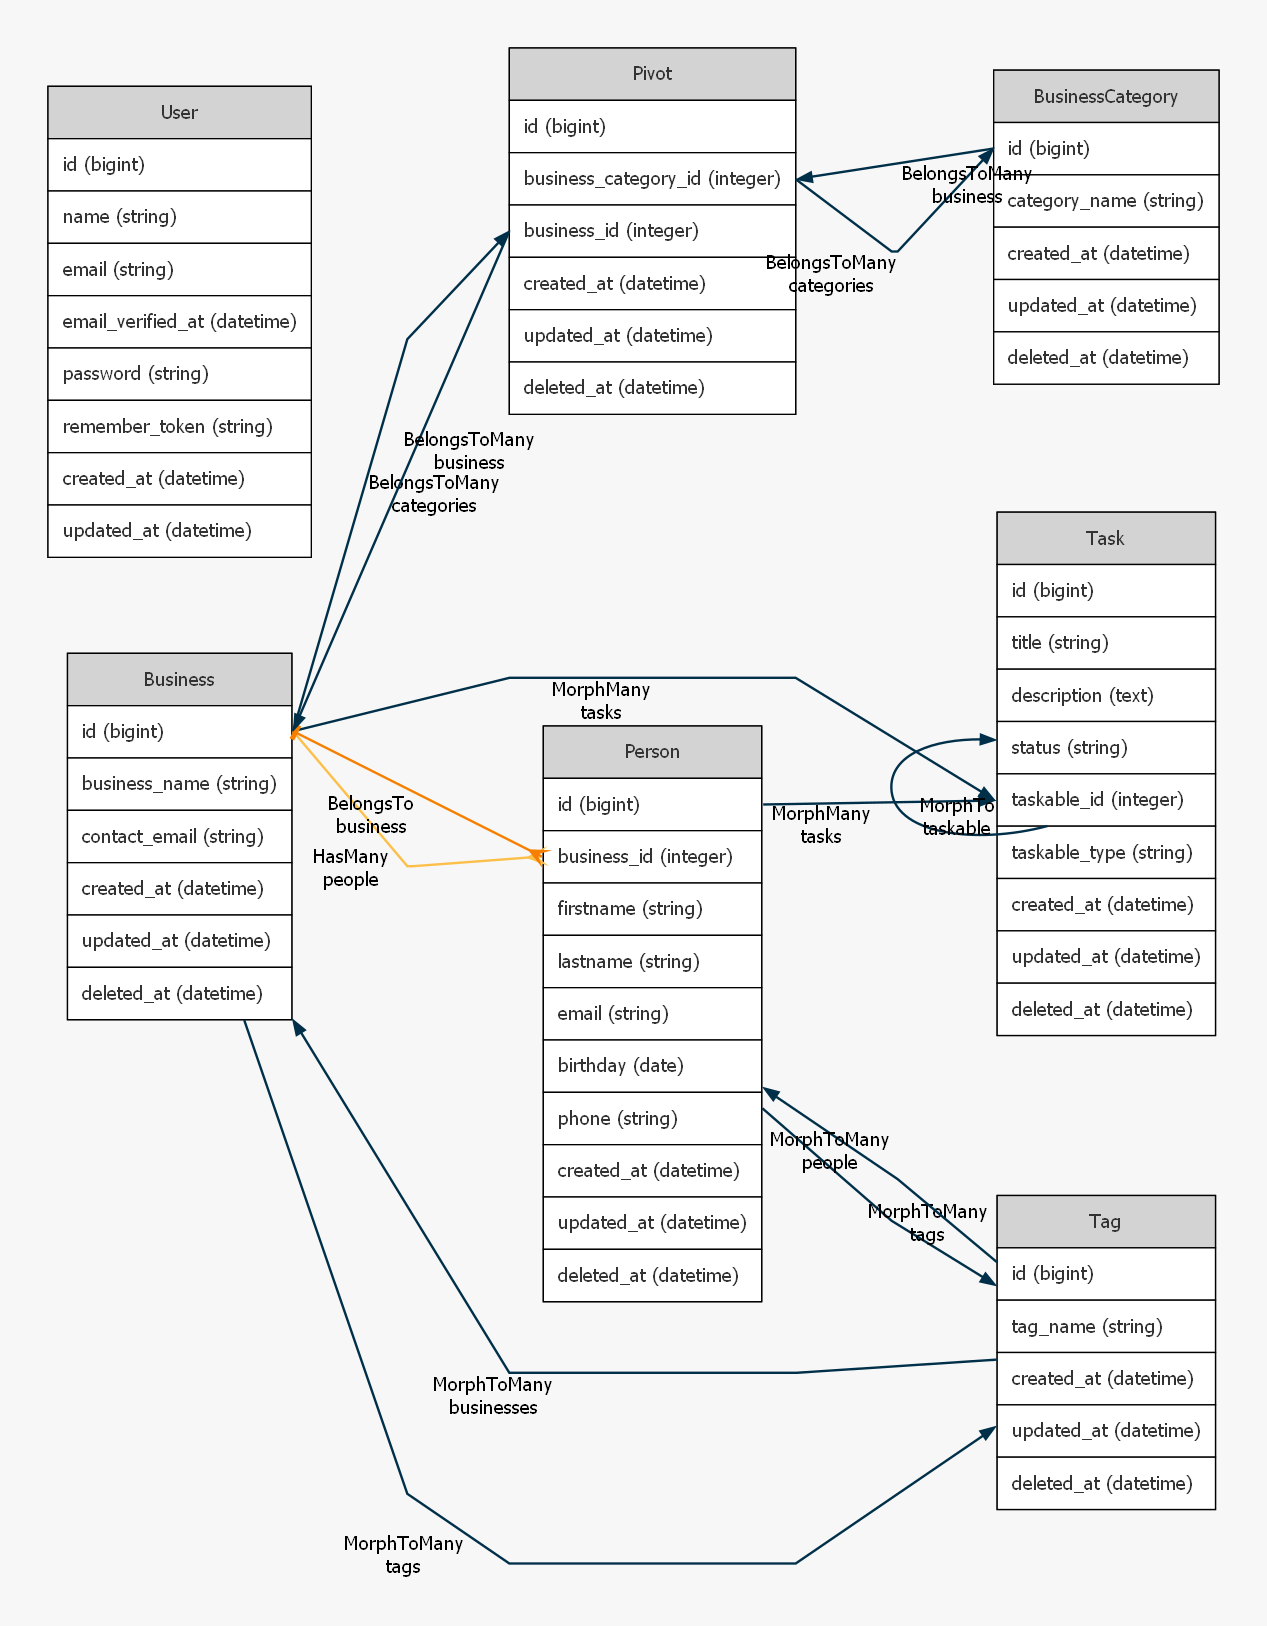 User
id (bigint)
name (string)
email (string)
email_verified_at (datetime)
password (string)
remember_token (string)
created_at (datetime)
updated_at (datetime)
Pivot
id (bigint)
business_category_id (integer)
business_id (integer)
created_at (datetime)
updated_at (datetime)
deleted_at (datetime)
BusinessCategory
id (bigint)
category_name (string)
created_at (datetime)
updated_at (datetime)
deleted_at (datetime)
BelongsToMany
business
BelongsToMany
categories
BelongsToMany
business
BelongsToMany
categories
Business
id (bigint)
business_name (string)
contact_email (string)
created_at (datetime)
updated_at (datetime)
deleted_at (datetime)
MorphMany
tasks
BelongsTo
business
HasMany
people
Person
id (bigint)
business_id (integer)
firstname (string)
lastname (string)
email (string)
birthday (date)
phone (string)
created_at (datetime)
updated_at (datetime)
deleted_at (datetime)
MorphMany
tasks
MorphTo
taskable
Task
id (bigint)
title (string)
description (text)
status (string)
taskable_id (integer)
taskable_type (string)
created_at (datetime)
updated_at (datetime)
deleted_at (datetime)
MorphToMany
people
MorphToMany
tags
Tag
id (bigint)
tag_name (string)
created_at (datetime)
updated_at (datetime)
deleted_at (datetime)
MorphToMany
businesses
MorphToMany
tags